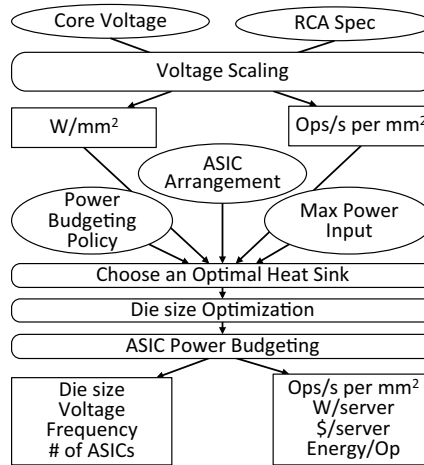 Core Voltage
RCA Spec
Voltage Scaling
W/mm²
Ops/s per mm²
ASIC
Arrangement
Power
Budgeting
Policy
Max Power
Input
Choose an Optimal Heat Sink
Die size Optimization
ASIC Power Budgeting
Die size
Voltage
Frequency
# of ASICs
Ops/s per mm²
W/server
$/server
Energy/Op